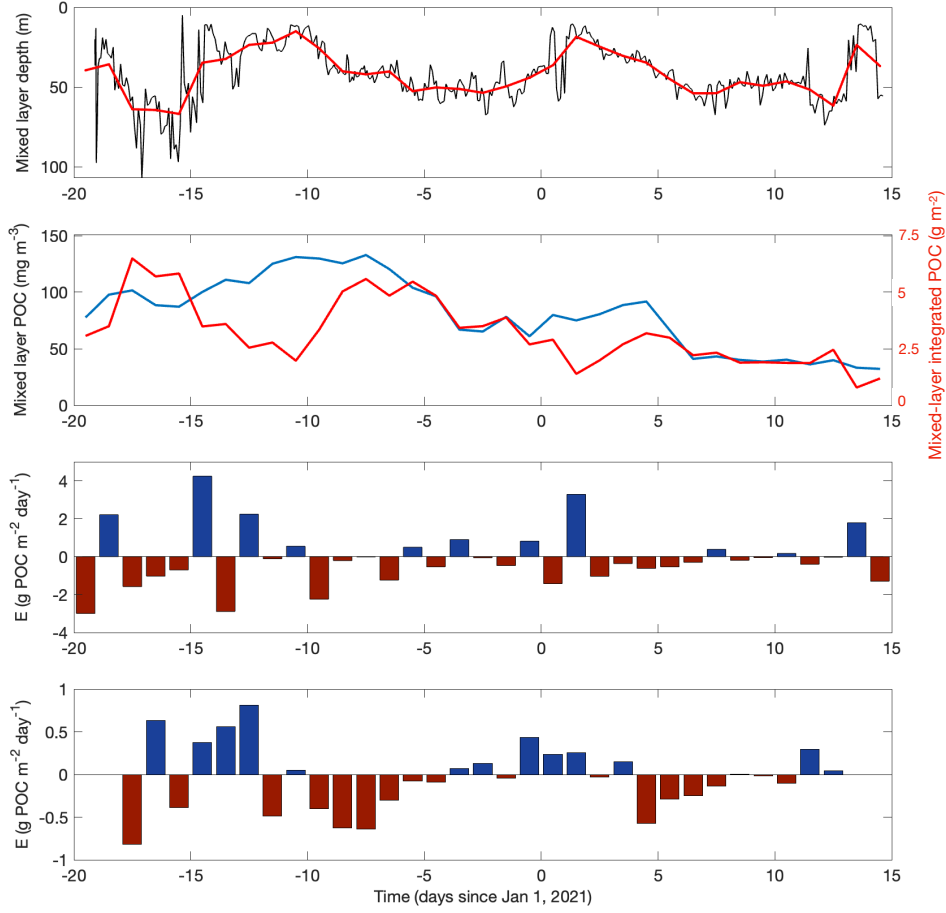 0
50
100
Mixed layer depth (m)
-20 -15 -10 -5 0 5 10 15
150
100
50
0
Mixed layer POC (mg m⁻³)
7.5
5
2.5
0
Mixed-layer integrated POC (g m⁻²)
-20 -15 -10 -5 0 5 10 15
4
2
0
-2
-4
E (g POC m⁻² day⁻¹)
-20 -15 -10 -5 0 5 10 15
1
0.5
0
-0.5
-1
E (g POC m⁻² day⁻¹)
-20 -15 -10 -5 0 5 10 15
Time (days since Jan 1, 2021)